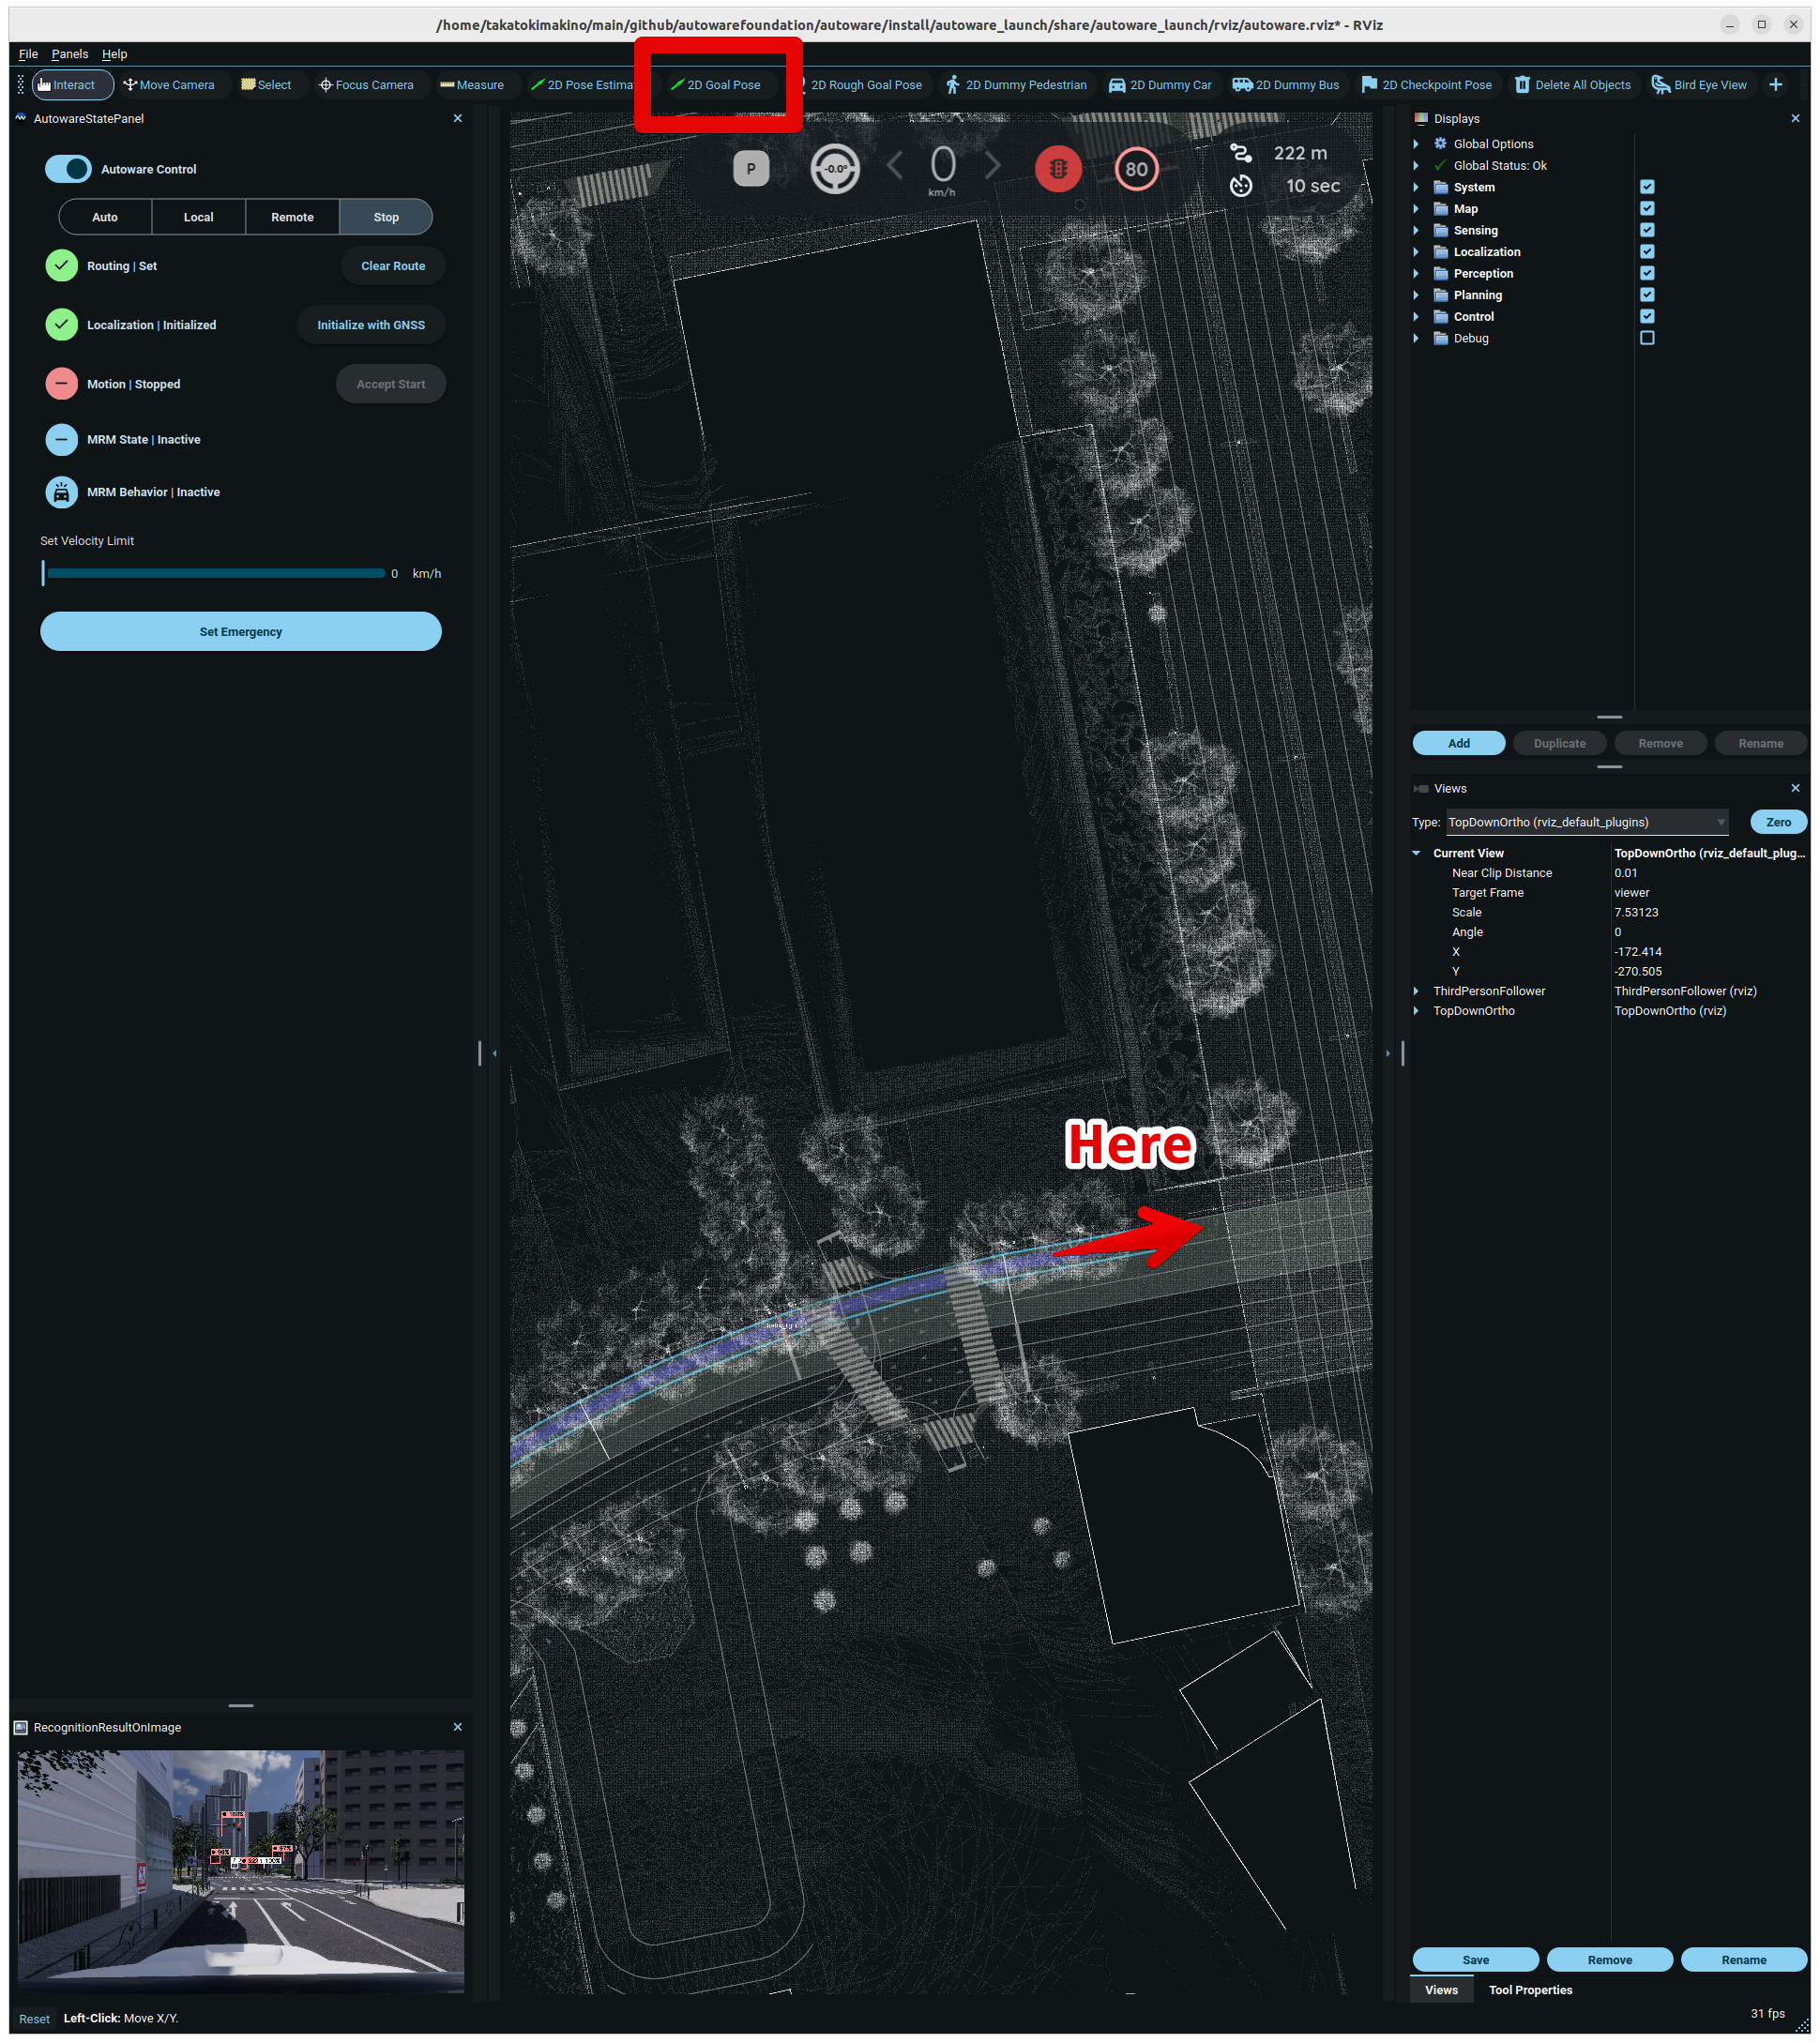 /home/takatokimakino/main/github/autowarefoundation/autoware/install/autoware_launch/share/autoware_launch/rviz/autoware.rviz* - RViz
File Panels Help
Interact Move Camera Select Focus Camera Measure 2D Pose Estima 2D Goal Pose 2D Rough Goal Pose 2D Dummy Pedestrian 2D Dummy Car 2D Dummy Bus 2D Checkpoint Pose Delete All Objects Bird Eye View
AutowareStatePanel
Autoware Control
Auto Local Remote Stop
Routing | Set Clear Route
Localization | Initialized Initialize with GNSS
Motion | Stopped Accept Start
MRM State | Inactive
MRM Behavior | Inactive
Set Velocity Limit
0 km/h
Set Emergency
RecognitionResultOnImage
Reset Left-Click: Move X/Y.
P -0.0° 0 80 222 m
km/h 10 sec
Here
Displays
Global Options
Global Status: Ok
System
Map
Sensing
Localization
Perception
Planning
Control
Debug
Add Duplicate Remove Rename
Views
Type: TopDownOrtho (rviz_default_plugins) Zero
Current View TopDownOrtho (rviz_default_plug...
Near Clip Distance 0.01
Target Frame viewer
Scale 7.53123
Angle 0
X -172.414
Y -270.505
ThirdPersonFollower ThirdPersonFollower (rviz)
TopDownOrtho TopDownOrtho (rviz)
Save Remove Rename
Views Tool Properties
31 fps